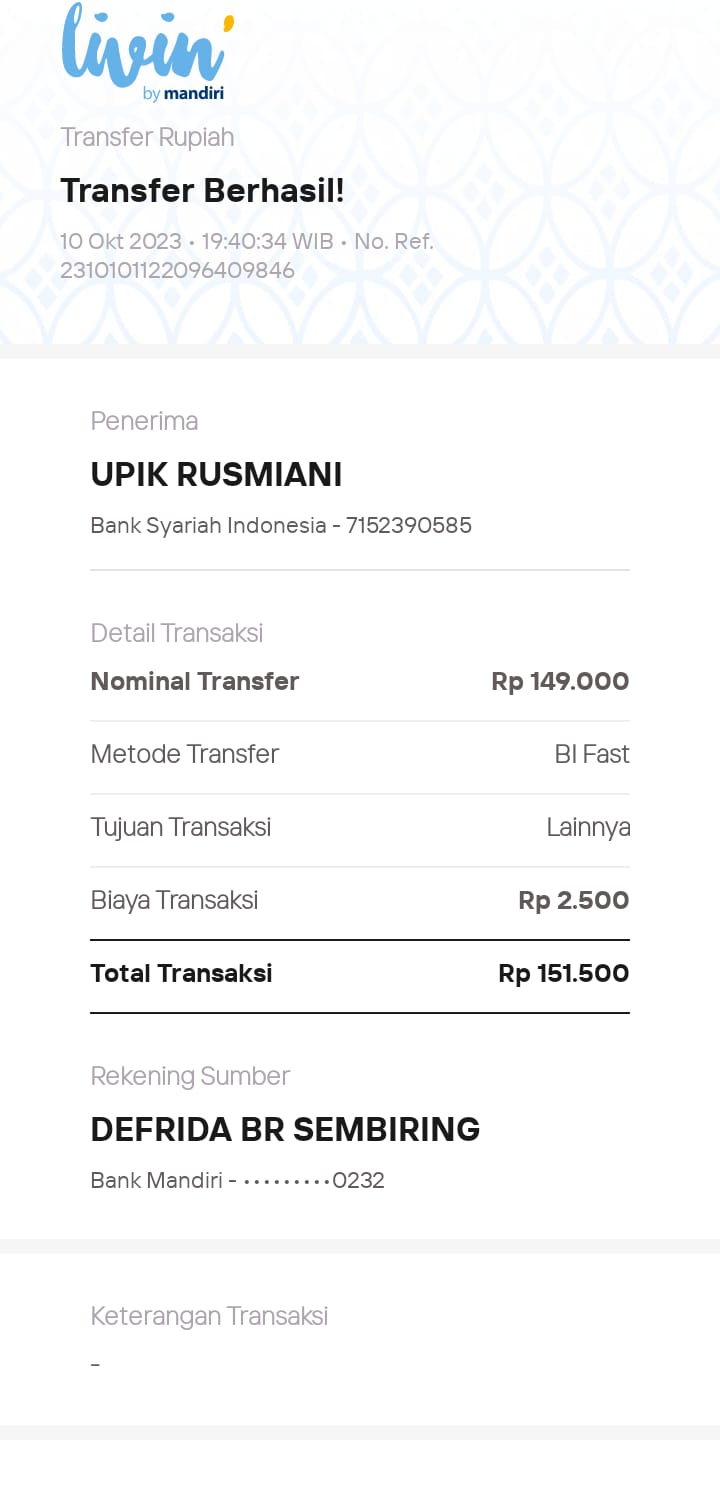 livin'
by mandiri
Transfer Rupiah
Transfer Berhasil!
10 Okt 2023 • 19:40:34 WIB • No. Ref.
2310101122096409846
Penerima
UPIK RUSMIANI
Bank Syariah Indonesia - 7152390585
Detail Transaksi
Nominal Transfer Rp 149.000
Metode Transfer BI Fast
Tujuan Transaksi Lainnya
Biaya Transaksi Rp 2.500
Total Transaksi Rp 151.500
Rekening Sumber
DEFRIDA BR SEMBIRING
Bank Mandiri - •••••••••0232
Keterangan Transaksi
-